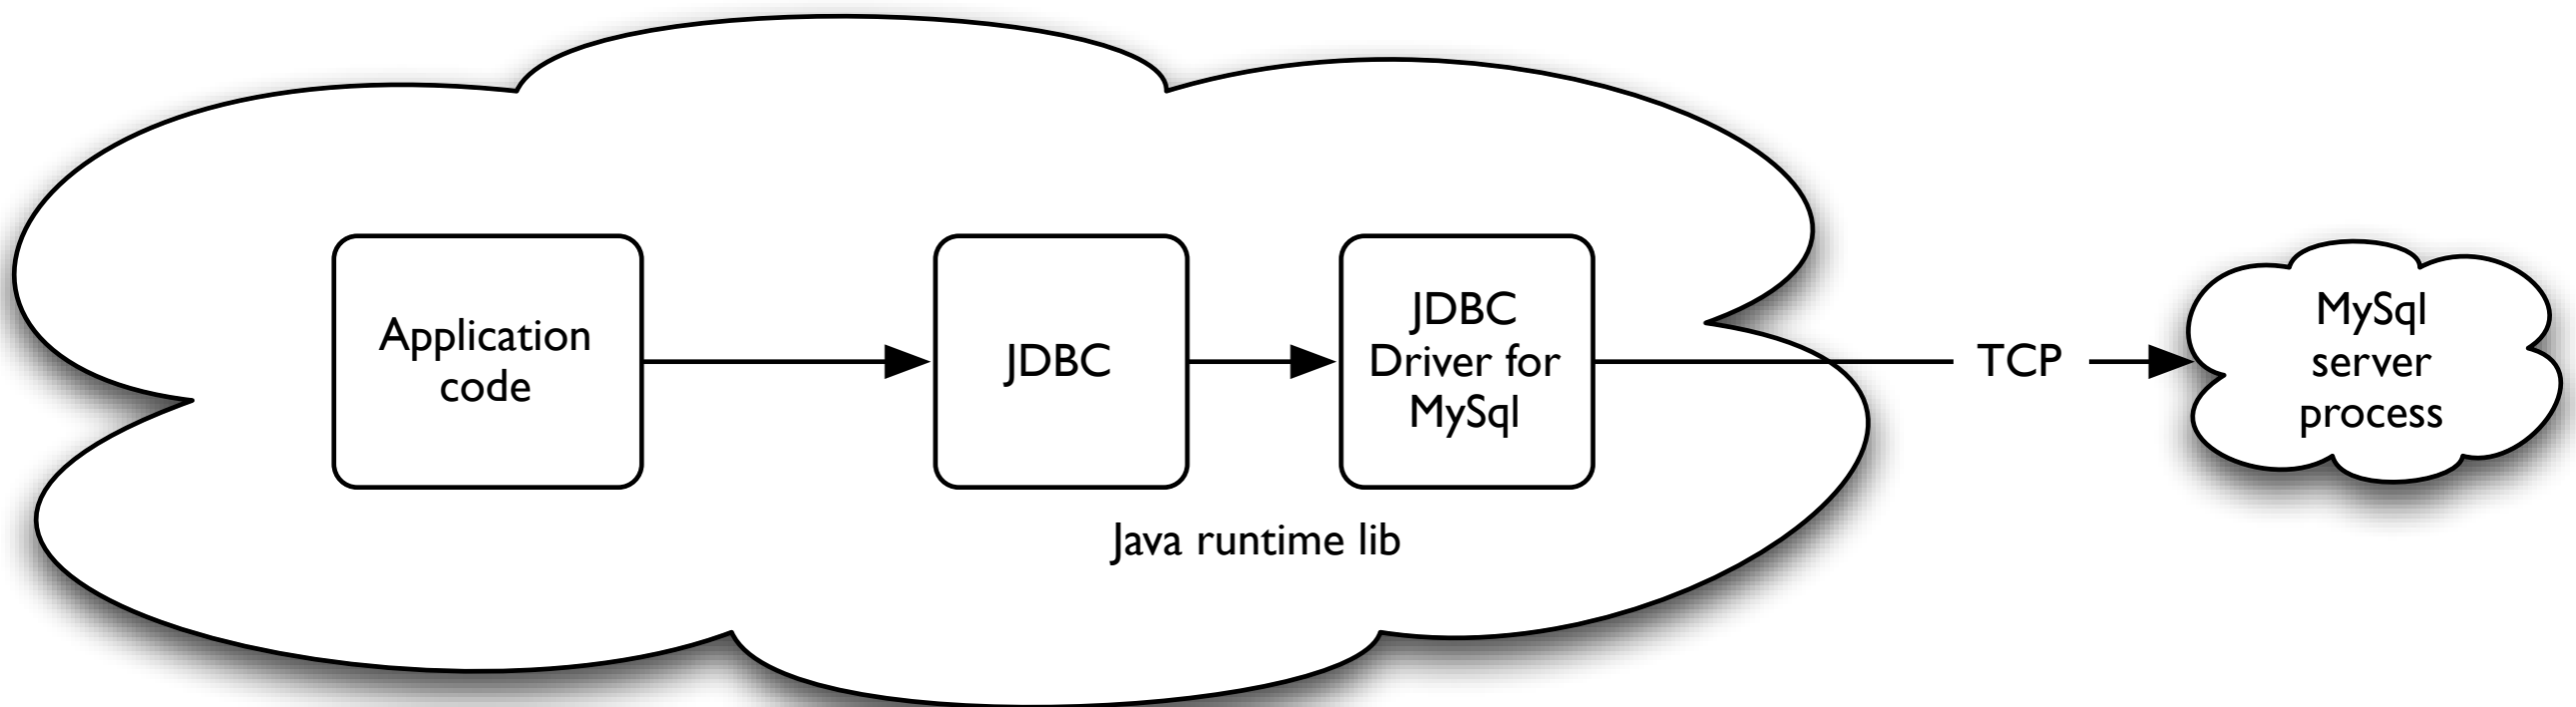 Application
code
JDBC
JDBC
Driver for
MySql
TCP
MySql
server
process
Java runtime lib